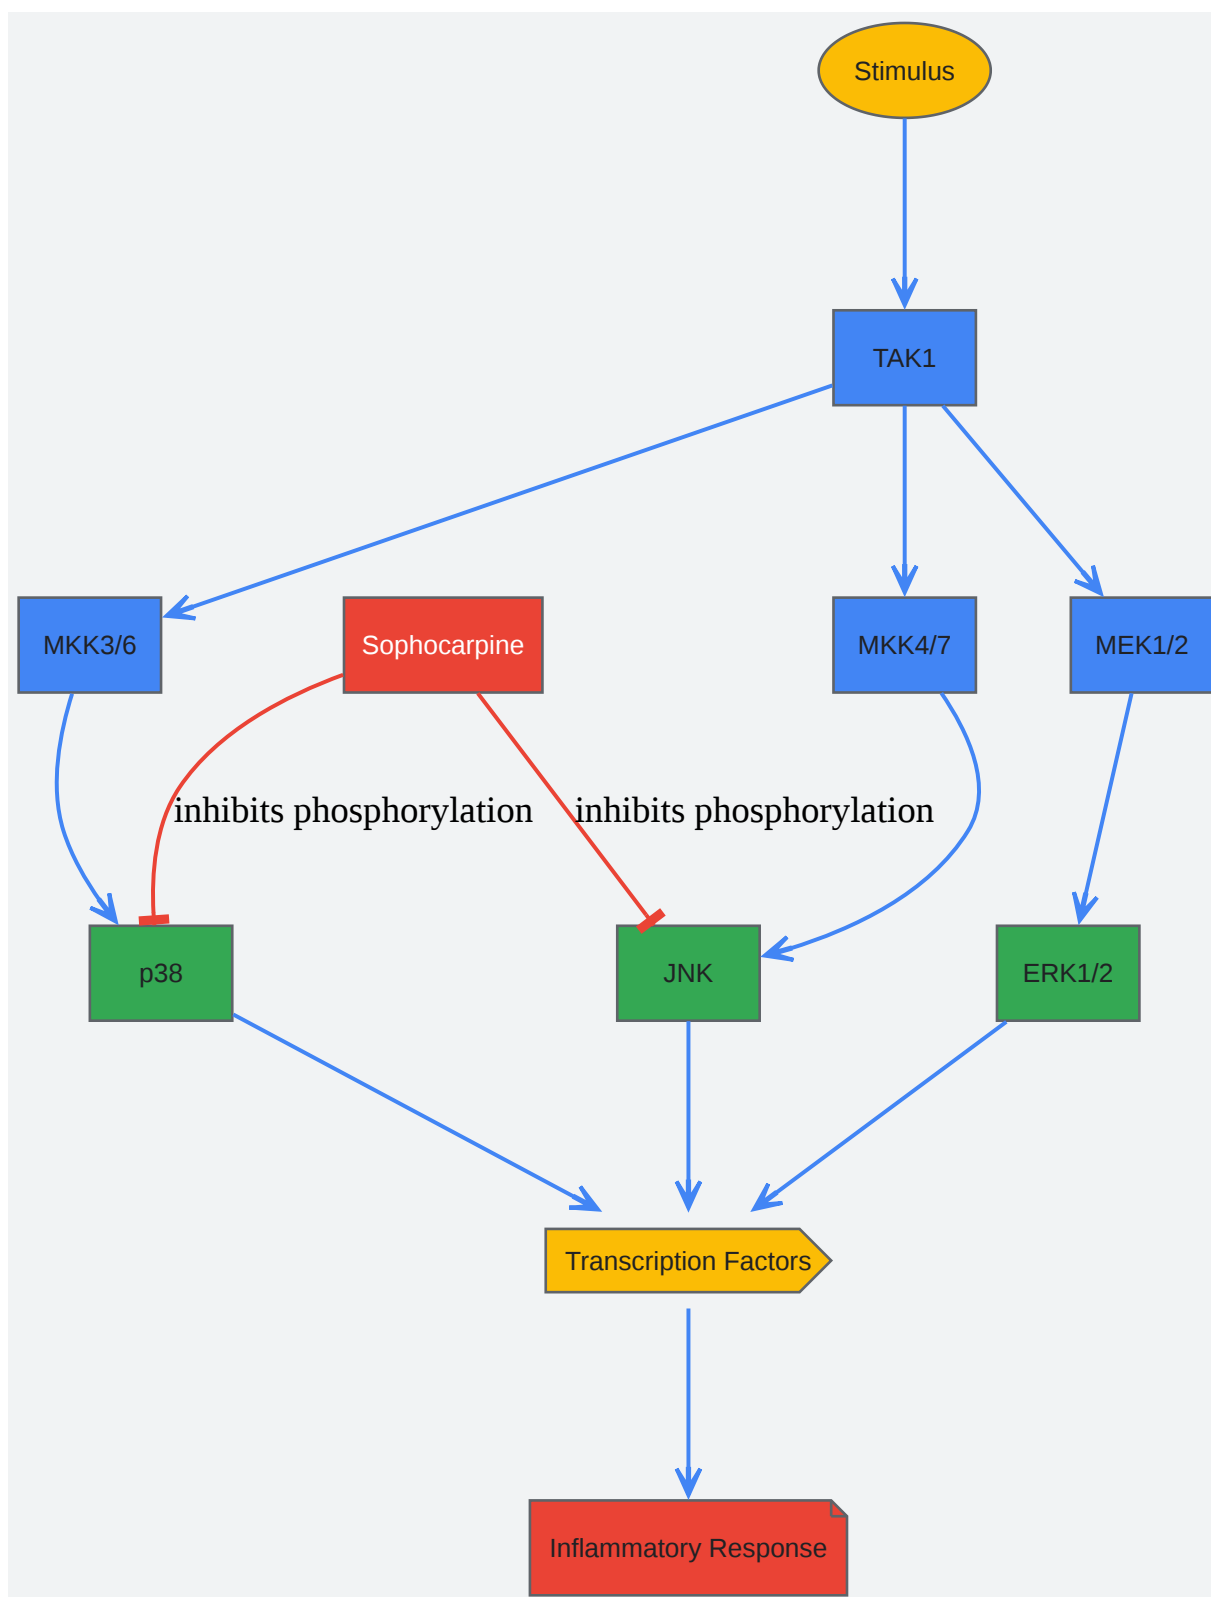 Stimulus
TAK1
MKK3/6
Sophocarpine
MKK4/7
MEK1/2
inhibits phosphorylation
inhibits phosphorylation
p38
JNK
ERK1/2
Transcription Factors
Inflammatory Response